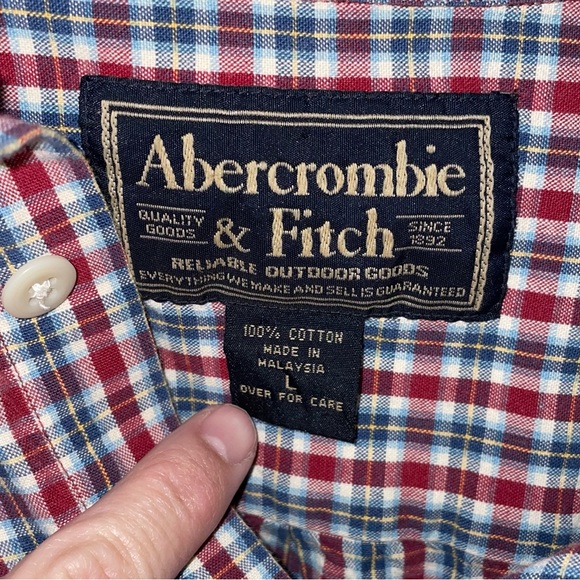 Abercrombie
QUALITY GOODS & Fitch SINCE 1892
RELIABLE OUTDOOR GOODS
EVERYTHING WE MAKE AND SELL IS GUARANTEED
100% COTTON
MADE IN
MALAYSIA
L
OVER FOR CARE